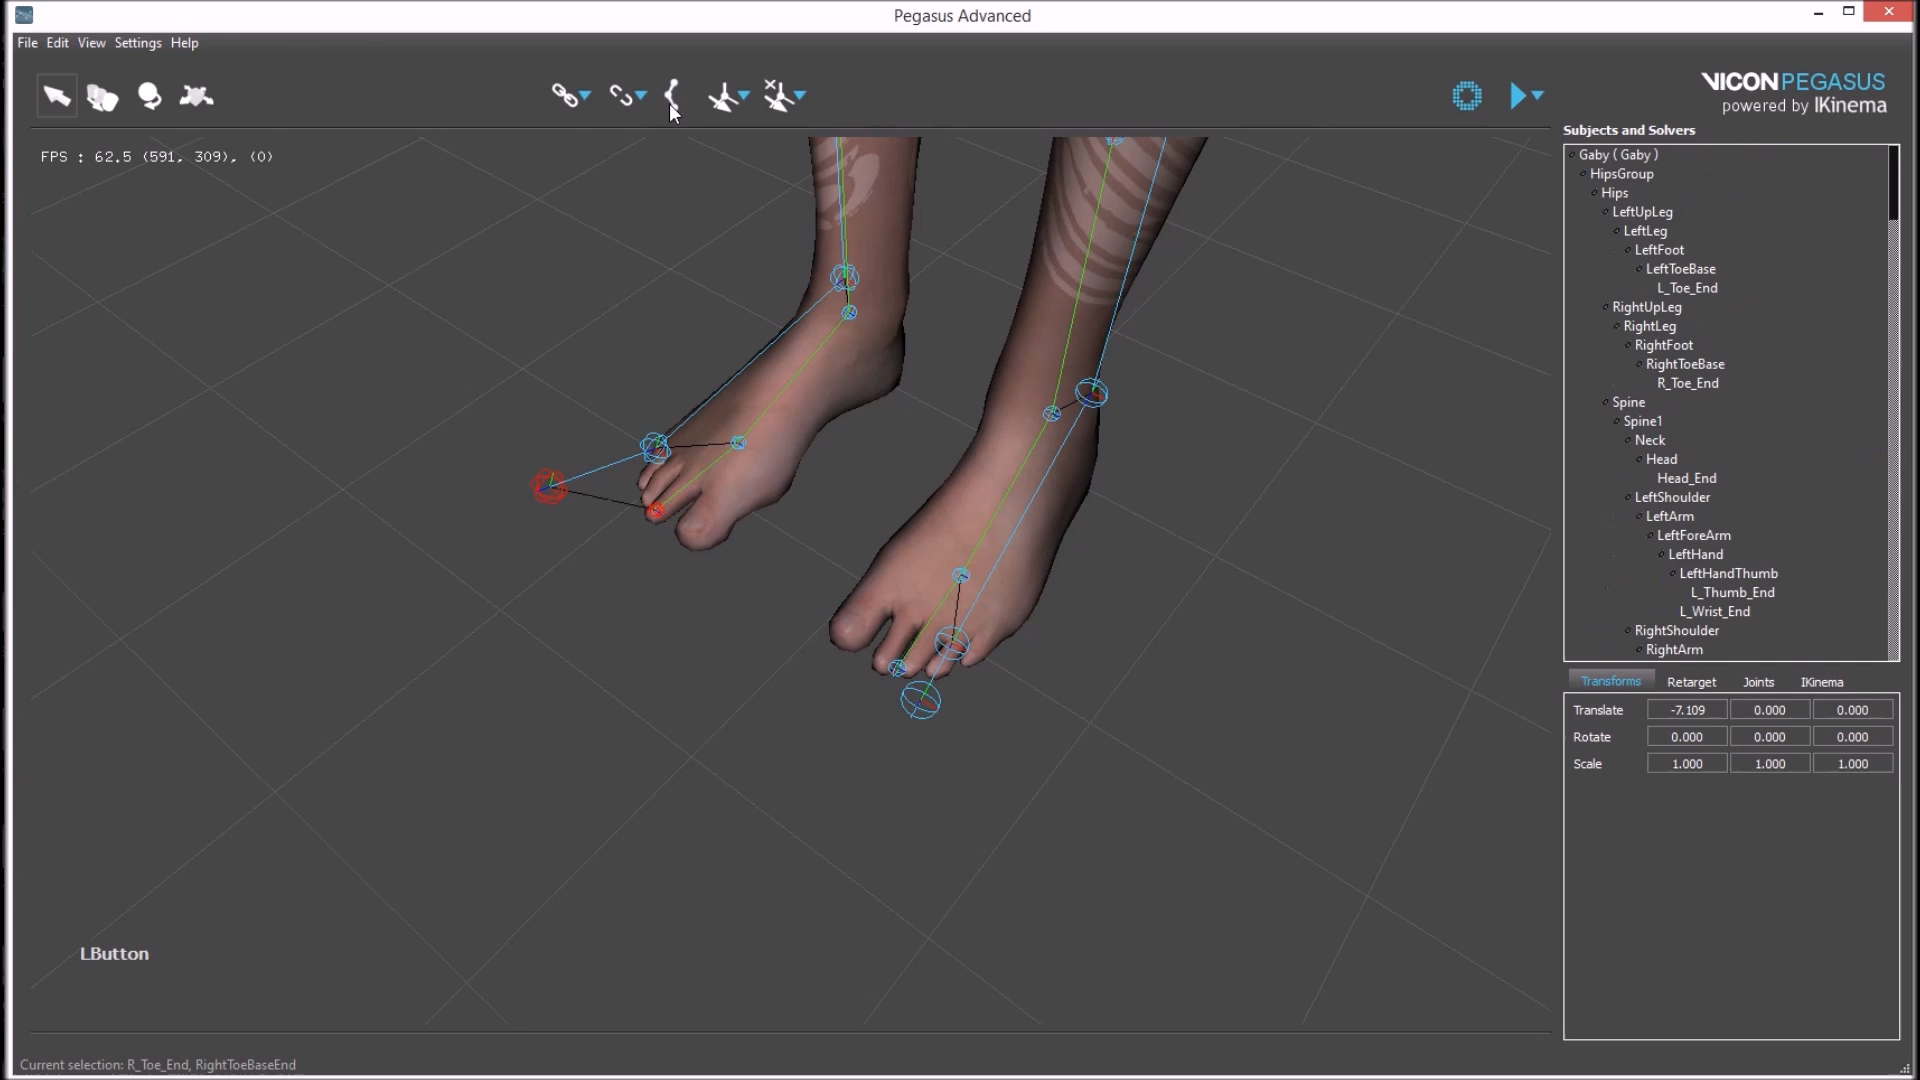 Pegasus Advanced
File Edit View Settings Help
VICON PEGASUS
powered by IKinema
FPS : 62.5 (591, 309), (0)
Subjects and Solvers
Gaby ( Gaby )
HipsGroup
Hips
LeftUpLeg
LeftLeg
LeftFoot
LeftToeBase
L_Toe_End
RightUpLeg
RightLeg
RightFoot
RightToeBase
R_Toe_End
Spine
Spine1
Neck
Head
Head_End
LeftShoulder
LeftArm
LeftForeArm
LeftHand
LeftHandThumb
L_Thumb_End
L_Wrist_End
RightShoulder
RightArm
Transforms Retarget Joints IKinema
Translate -7.109 0.000 0.000
Rotate 0.000 0.000 0.000
Scale 1.000 1.000 1.000
LButton
Current selection: R_Toe_End, RightToeBaseEnd